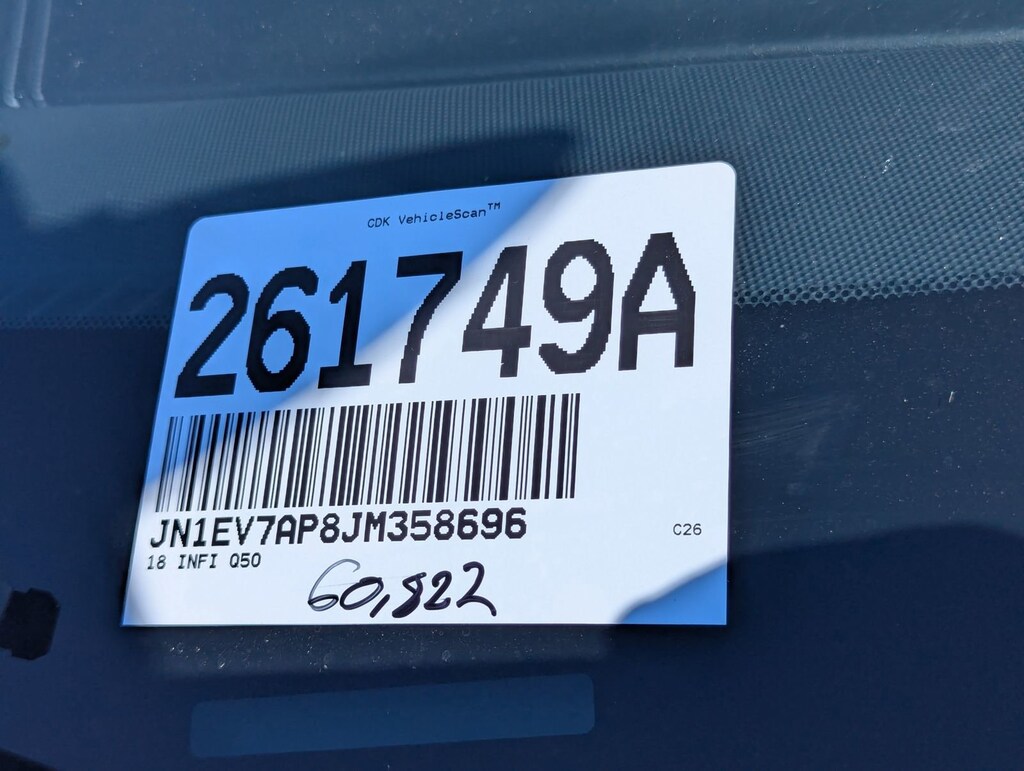 CDK VehicleScan™
261749A
JN1EV7AP8JM358696
C26
18 INFI Q50
60,822